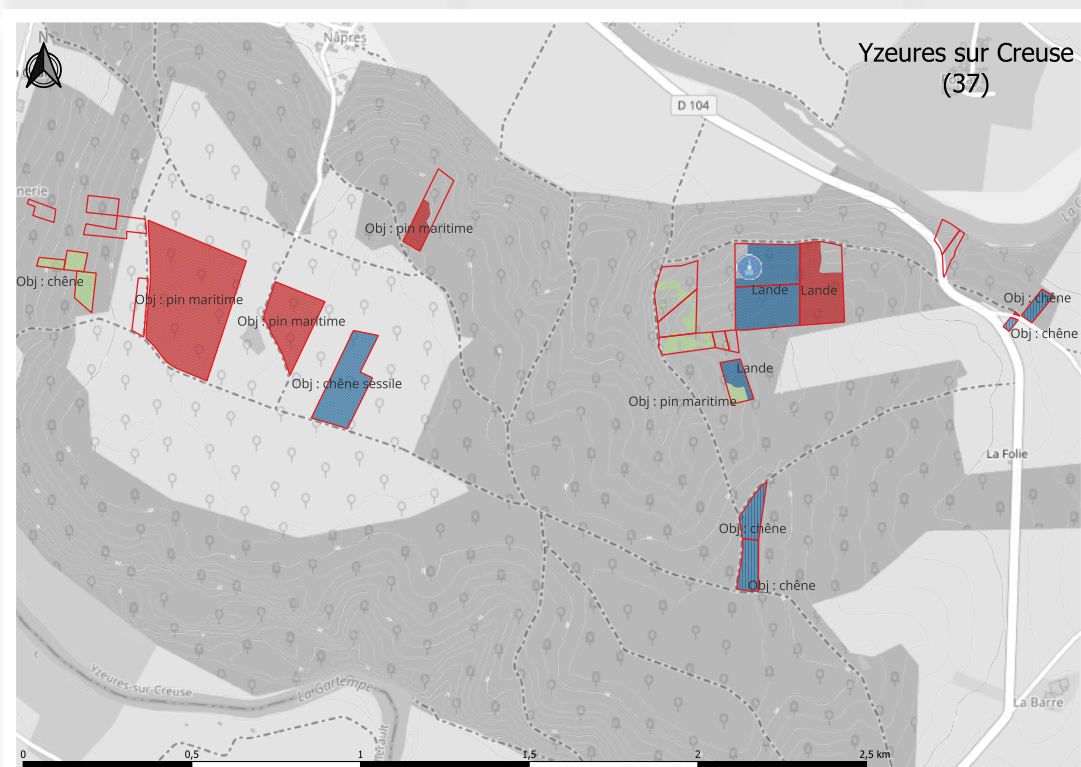 N
Nâpres
Yzeures sur Creuse
(37)
D 104
nerie
Obj : pin maritime
Obj : chêne
Obj : pin maritime
Obj : pin maritime
Lande
Lande
Obj : chêne
Obj : chêne
Obj : chêne sessile
Lande
Obj : pin maritime
La Folie
Obj : chêne
Obj : chêne
Yzeures-sur-Creuse
La Gartempe
La Barre
0
0,5
1
1,5
2
2,5 km